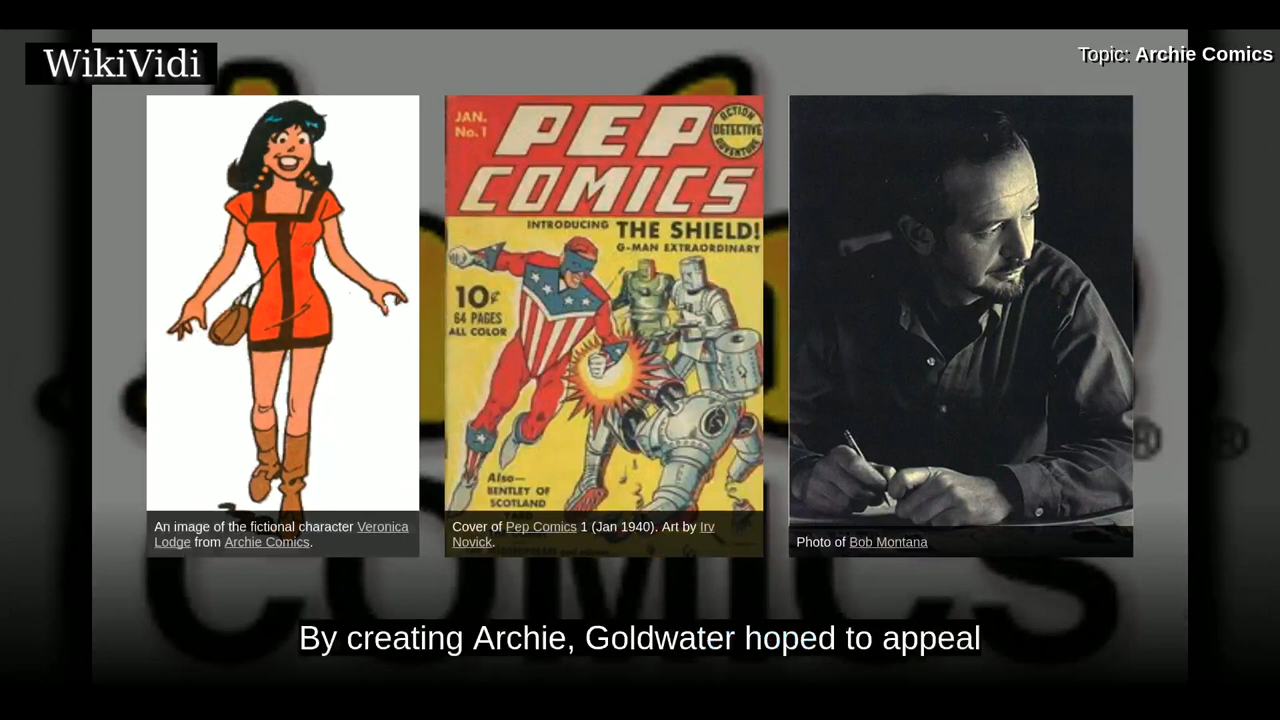 WikiVidi
Topic: Archie Comics
JAN.
No. 1
PEP
COMICS
ACTION
DETECTIVE
ADVENTURE
INTRODUCING THE SHIELD!
G-MAN EXTRAORDINARY
10¢
64 PAGES
ALL COLOR
Also—
BENTLEY OF
SCOTLAND
An image of the fictional character Veronica
Lodge from Archie Comics.
Cover of Pep Comics 1 (Jan 1940). Art by Irv
Novick.
Photo of Bob Montana
COMICS
®
By creating Archie, Goldwater hoped to appeal